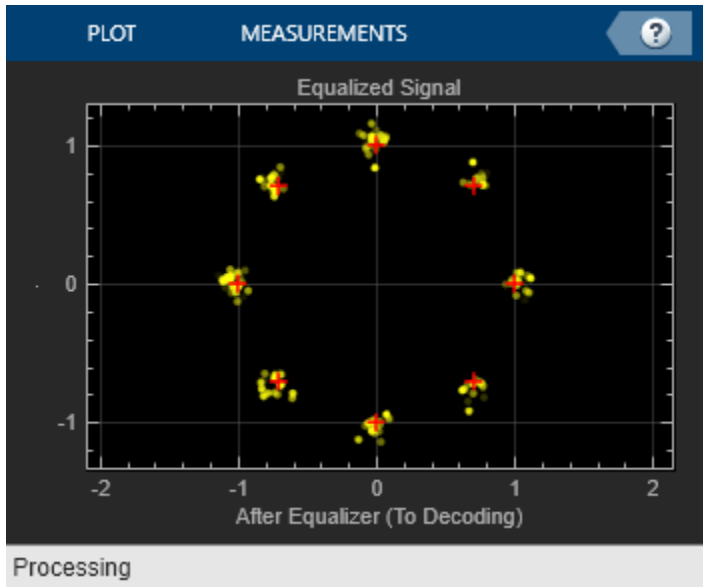 PLOT MEASUREMENTS ?
Equalized Signal
1
0
-1
-2 -1 0 1 2
After Equalizer (To Decoding)
Processing